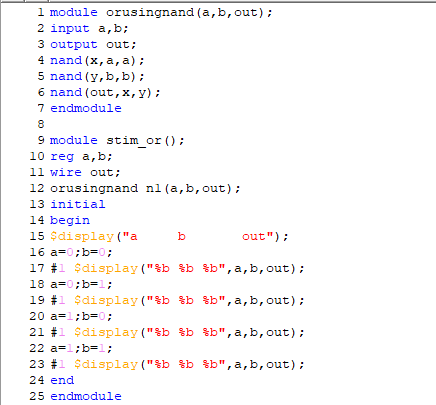 1 module orusingnand(a,b,out);
2 input a,b;
3 output out;
4 nand(x,a,a);
5 nand(y,b,b);
6 nand(out,x,y);
7 endmodule
8
9 module stim_or();
10 reg a,b;
11 wire out;
12 orusingnand n1(a,b,out);
13 initial
14 begin
15 $display("a     b       out");
16 a=0;b=0;
17 #1 $display("%b %b %b",a,b,out);
18 a=0;b=1;
19 #1 $display("%b %b %b",a,b,out);
20 a=1;b=0;
21 #1 $display("%b %b %b",a,b,out);
22 a=1;b=1;
23 #1 $display("%b %b %b",a,b,out);
24 end
25 endmodule